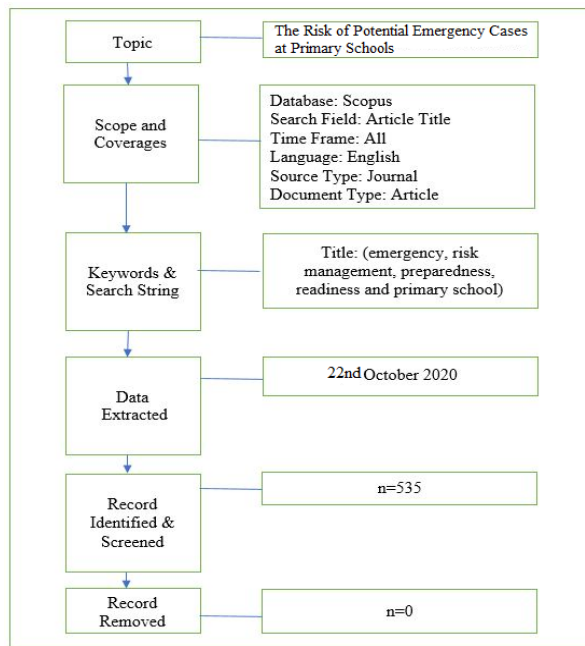 Topic
The Risk of Potential Emergency Cases
at Primary Schools
Scope and
Coverages
Database: Scopus
Search Field: Article Title
Time Frame: All
Language: English
Source Type: Journal
Document Type: Article
Keywords &
Search String
Title: (emergency, risk
management, preparedness,
readiness and primary school)
Data
Extracted
22nd October 2020
Record
Identified &
Screened
n=535
Record
Removed
n=0